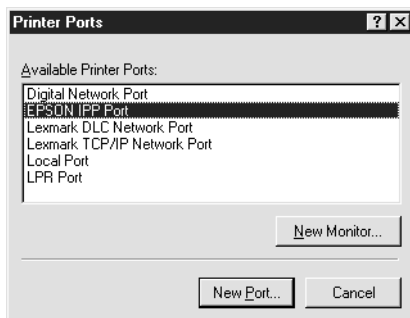 Printer Ports
Available Printer Ports:
Digital Network Port
EPSON IPP Port
Lexmark DLC Network Port
Lexmark TCP/IP Network Port
Local Port
LPR Port
New Monitor...
New Port... Cancel